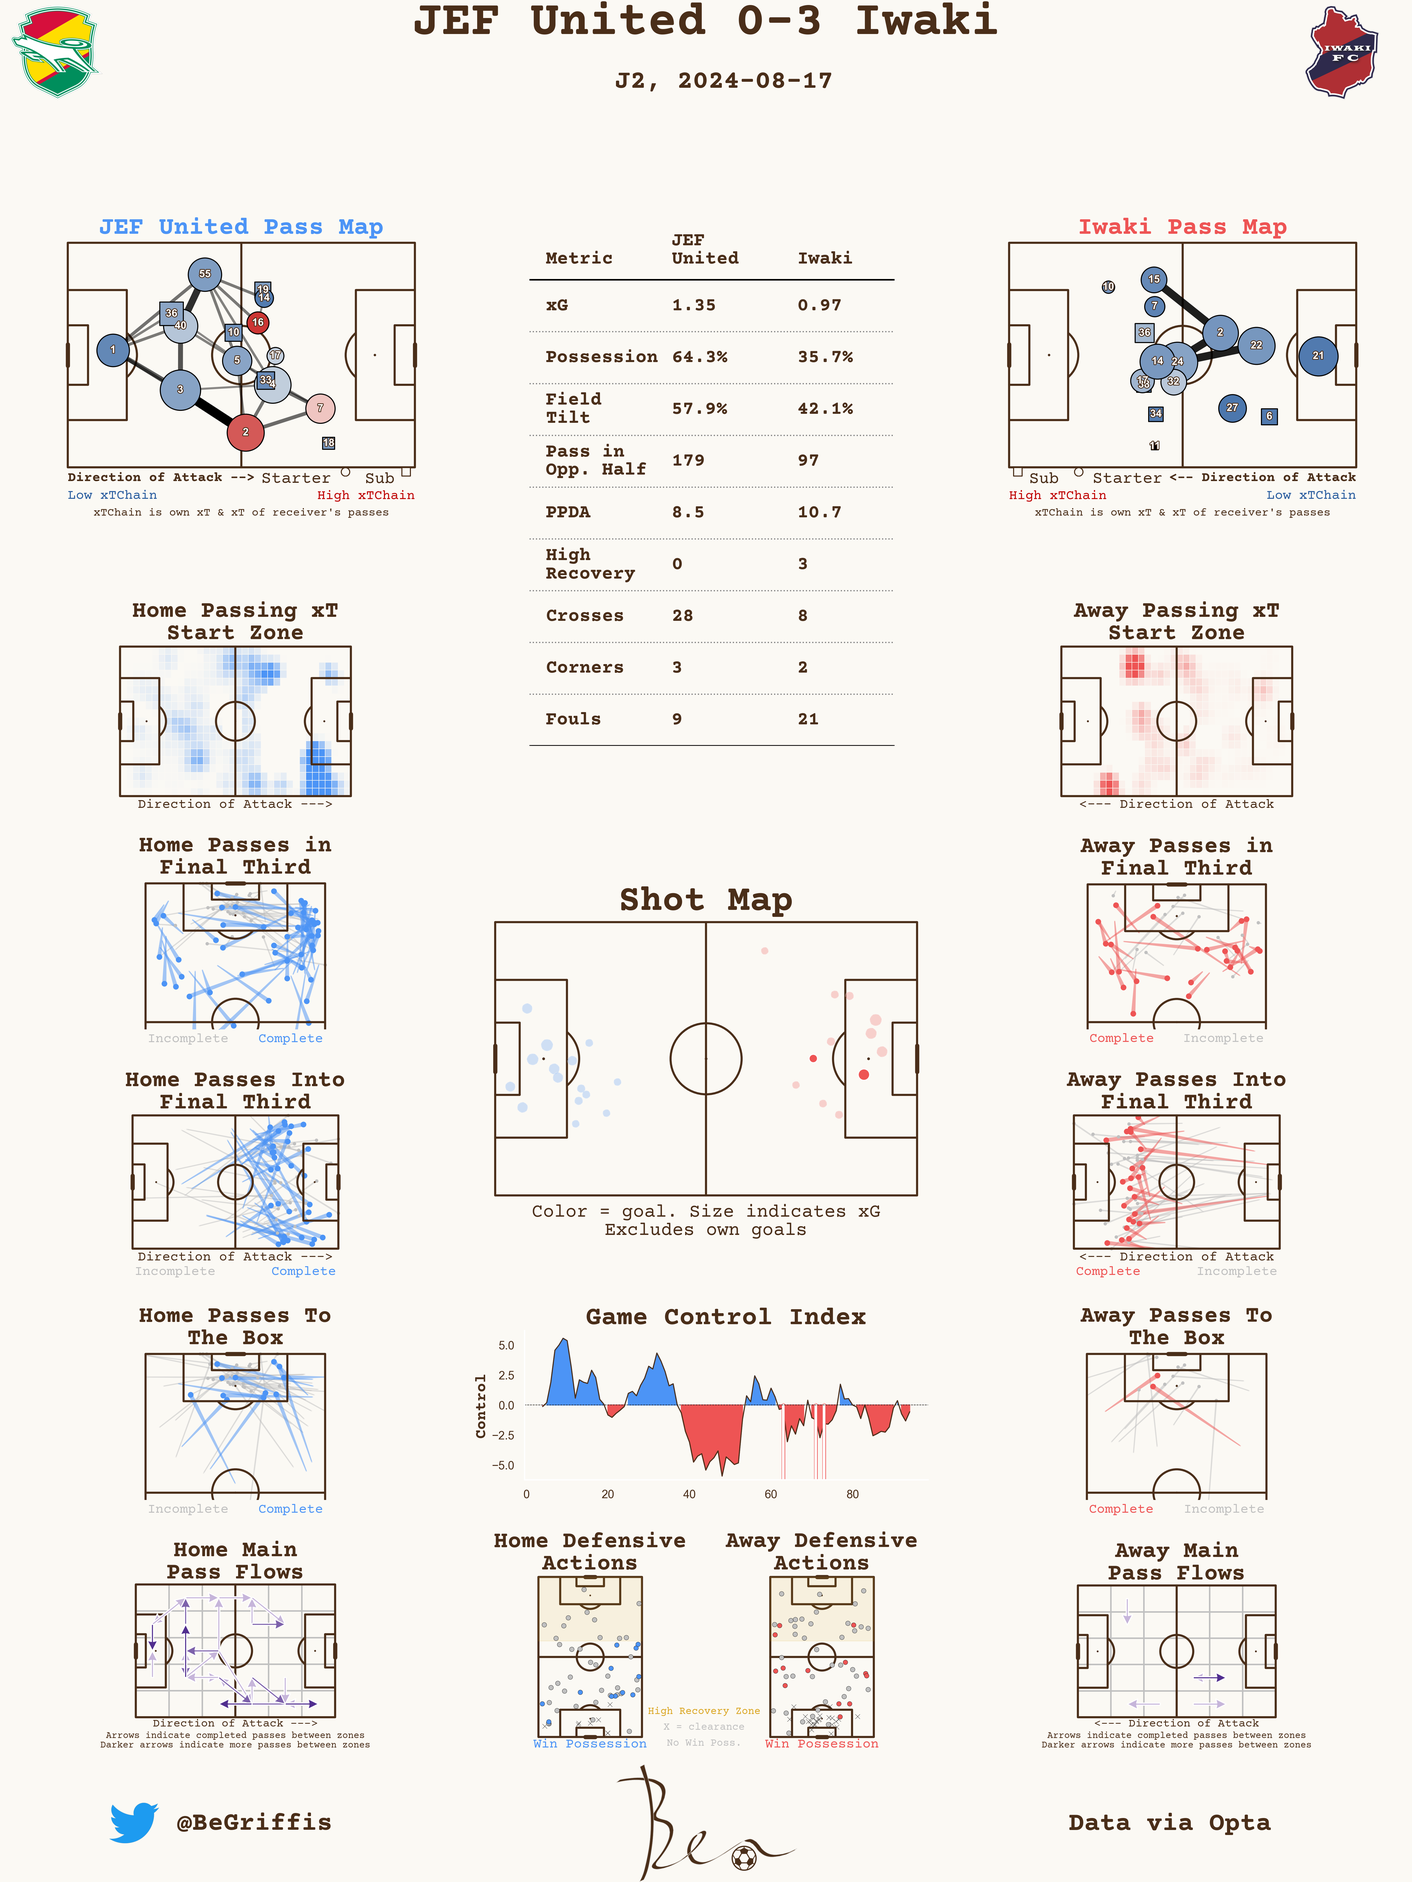 JEF United 0-3 Iwaki
J2, 2024-08-17
IWAKI
FC
JEF United Pass Map
55
19
14
36
40
16
10
1
5
17
33
3
7
2
18
Direction of Attack --> Starter Sub
Low xTChain High xTChain
xTChain is own xT & xT of receiver's passes
Metric JEF United Iwaki
xG 1.35 0.97
Possession 64.3% 35.7%
Field Tilt 57.9% 42.1%
Pass in Opp. Half 179 97
PPDA 8.5 10.7
High Recovery 0 3
Crosses 28 8
Corners 3 2
Fouls 9 21
Iwaki Pass Map
10
15
7
36
2
22
14
24
21
32
34
27
6
11
Sub Starter <-- Direction of Attack
High xTChain Low xTChain
xTChain is own xT & xT of receiver's passes
Home Passing xT
Start Zone
Direction of Attack --->
Away Passing xT
Start Zone
<--- Direction of Attack
Home Passes in
Final Third
Incomplete Complete
Away Passes in
Final Third
Complete Incomplete
Shot Map
Color = goal. Size indicates xG
Excludes own goals
Home Passes Into
Final Third
Direction of Attack --->
Incomplete Complete
Away Passes Into
Final Third
<--- Direction of Attack
Complete Incomplete
Home Passes To
The Box
Incomplete Complete
Game Control Index
Control
5.0
2.5
0.0
−2.5
−5.0
0 20 40 60 80
Away Passes To
The Box
Complete Incomplete
Home Main
Pass Flows
Direction of Attack --->
Arrows indicate completed passes between zones
Darker arrows indicate more passes between zones
Home Defensive
Actions
Win Possession
High Recovery Zone
X = clearance
No Win Poss.
Away Defensive
Actions
Win Possession
Away Main
Pass Flows
<--- Direction of Attack
Arrows indicate completed passes between zones
Darker arrows indicate more passes between zones
@BeGriffis
Ben
Data via Opta